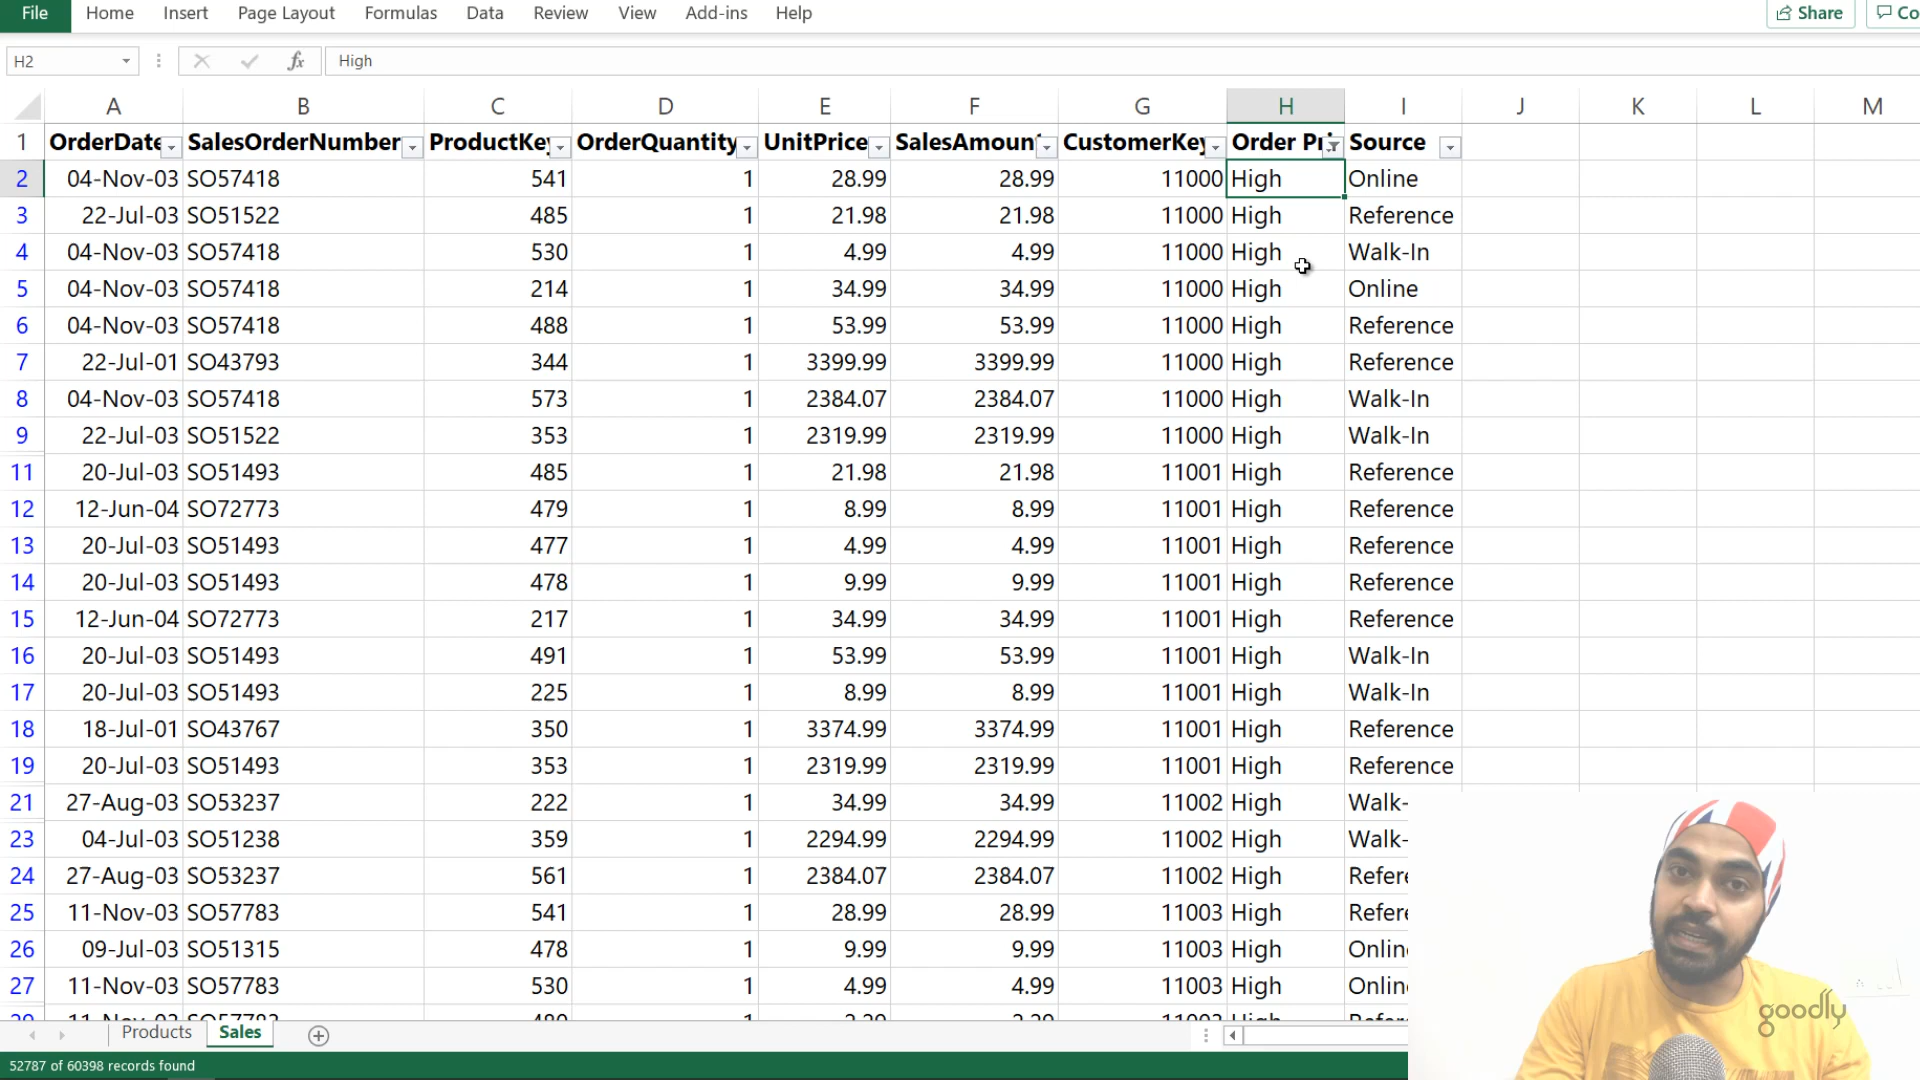 File Home Insert Page Layout Formulas Data Review View Add-ins Help Share Co
H2 fx High
A B C D E F G H I J K L M
1 OrderDate SalesOrderNumber ProductKey OrderQuantity UnitPrice SalesAmount CustomerKey Order Pri Source
2 04-Nov-03 SO57418 541 1 28.99 28.99 11000 High Online
3 22-Jul-03 SO51522 485 1 21.98 21.98 11000 High Reference
4 04-Nov-03 SO57418 530 1 4.99 4.99 11000 High Walk-In
5 04-Nov-03 SO57418 214 1 34.99 34.99 11000 High Online
6 04-Nov-03 SO57418 488 1 53.99 53.99 11000 High Reference
7 22-Jul-01 SO43793 344 1 3399.99 3399.99 11000 High Reference
8 04-Nov-03 SO57418 573 1 2384.07 2384.07 11000 High Walk-In
9 22-Jul-03 SO51522 353 1 2319.99 2319.99 11000 High Walk-In
11 20-Jul-03 SO51493 485 1 21.98 21.98 11001 High Reference
12 12-Jun-04 SO72773 479 1 8.99 8.99 11001 High Reference
13 20-Jul-03 SO51493 477 1 4.99 4.99 11001 High Reference
14 20-Jul-03 SO51493 478 1 9.99 9.99 11001 High Reference
15 12-Jun-04 SO72773 217 1 34.99 34.99 11001 High Reference
16 20-Jul-03 SO51493 491 1 53.99 53.99 11001 High Walk-In
17 20-Jul-03 SO51493 225 1 8.99 8.99 11001 High Walk-In
18 18-Jul-01 SO43767 350 1 3374.99 3374.99 11001 High Reference
19 20-Jul-03 SO51493 353 1 2319.99 2319.99 11001 High Reference
21 27-Aug-03 SO53237 222 1 34.99 34.99 11002 High Walk-
23 04-Jul-03 SO51238 359 1 2294.99 2294.99 11002 High Walk-
24 27-Aug-03 SO53237 561 1 2384.07 2384.07 11002 High Refere
25 11-Nov-03 SO57783 541 1 28.99 28.99 11003 High Refere
26 09-Jul-03 SO51315 478 1 9.99 9.99 11003 High Online
27 11-Nov-03 SO57783 530 1 4.99 4.99 11003 High Online
goodly
Products Sales
52787 of 60398 records found